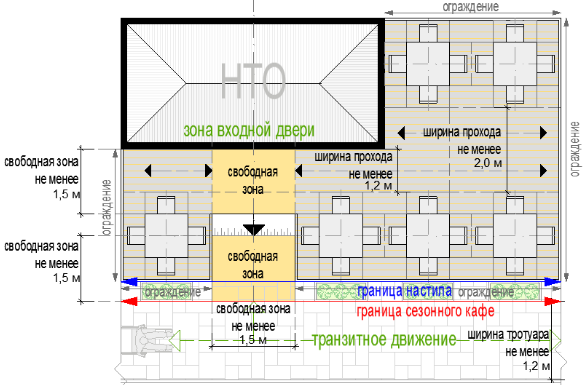 ограждение
НТО
зона входной двери
ширина прохода
не менее
2,0 м
ограждение
свободная зона
не менее
1,5 м
свободная
зона
ширина прохода
не менее
1,2 м
ограждение
свободная зона
не менее
1,5 м
свободная
зона
граница настила
ограждение
ограждение
граница сезонного кафе
свободная зона
не менее
1,5 м
транзитное движение
ширина тротуара
не менее
1,2 м